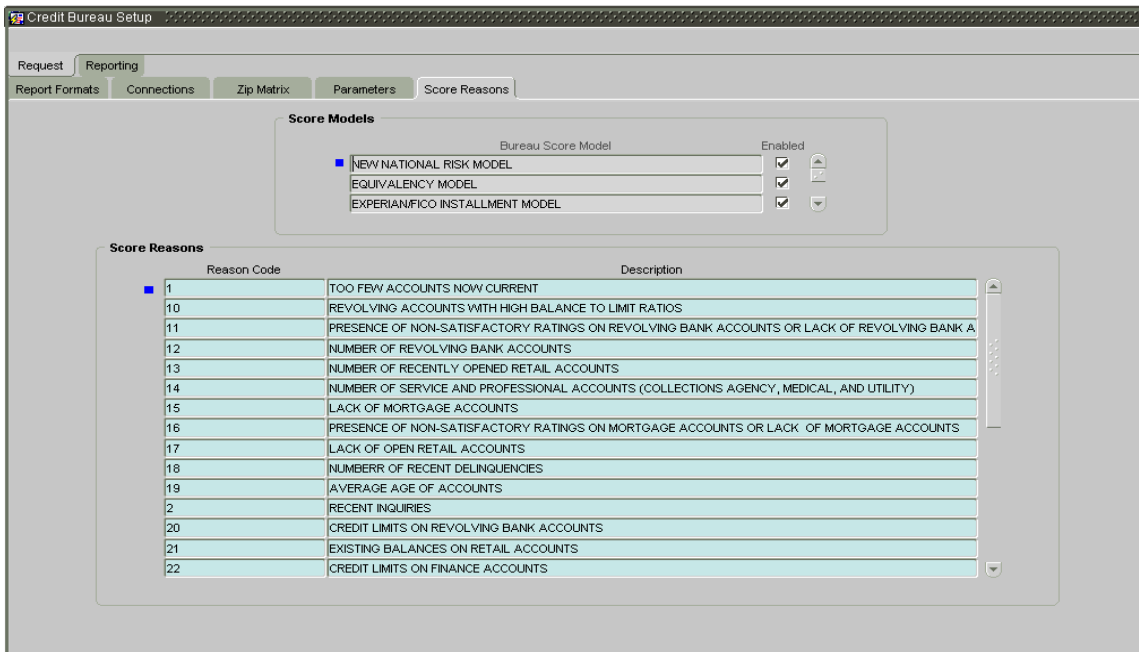 Credit Bureau Setup
Request Reporting
Report Formats Connections Zip Matrix Parameters Score Reasons
Score Models
Bureau Score Model Enabled
NEW NATIONAL RISK MODEL
EQUIVALENCY MODEL
EXPERIAN/FICO INSTALLMENT MODEL
Score Reasons
Reason Code Description
1 TOO FEW ACCOUNTS NOW CURRENT
10 REVOLVING ACCOUNTS WITH HIGH BALANCE TO LIMIT RATIOS
11 PRESENCE OF NON-SATISFACTORY RATINGS ON REVOLVING BANK ACCOUNTS OR LACK OF REVOLVING BANK A
12 NUMBER OF REVOLVING BANK ACCOUNTS
13 NUMBER OF RECENTLY OPENED RETAIL ACCOUNTS
14 NUMBER OF SERVICE AND PROFESSIONAL ACCOUNTS (COLLECTIONS AGENCY, MEDICAL, AND UTILITY)
15 LACK OF MORTGAGE ACCOUNTS
16 PRESENCE OF NON-SATISFACTORY RATINGS ON MORTGAGE ACCOUNTS OR LACK OF MORTGAGE ACCOUNTS
17 LACK OF OPEN RETAIL ACCOUNTS
18 NUMBERR OF RECENT DELINQUENCIES
19 AVERAGE AGE OF ACCOUNTS
2 RECENT INQUIRIES
20 CREDIT LIMITS ON REVOLVING BANK ACCOUNTS
21 EXISTING BALANCES ON RETAIL ACCOUNTS
22 CREDIT LIMITS ON FINANCE ACCOUNTS